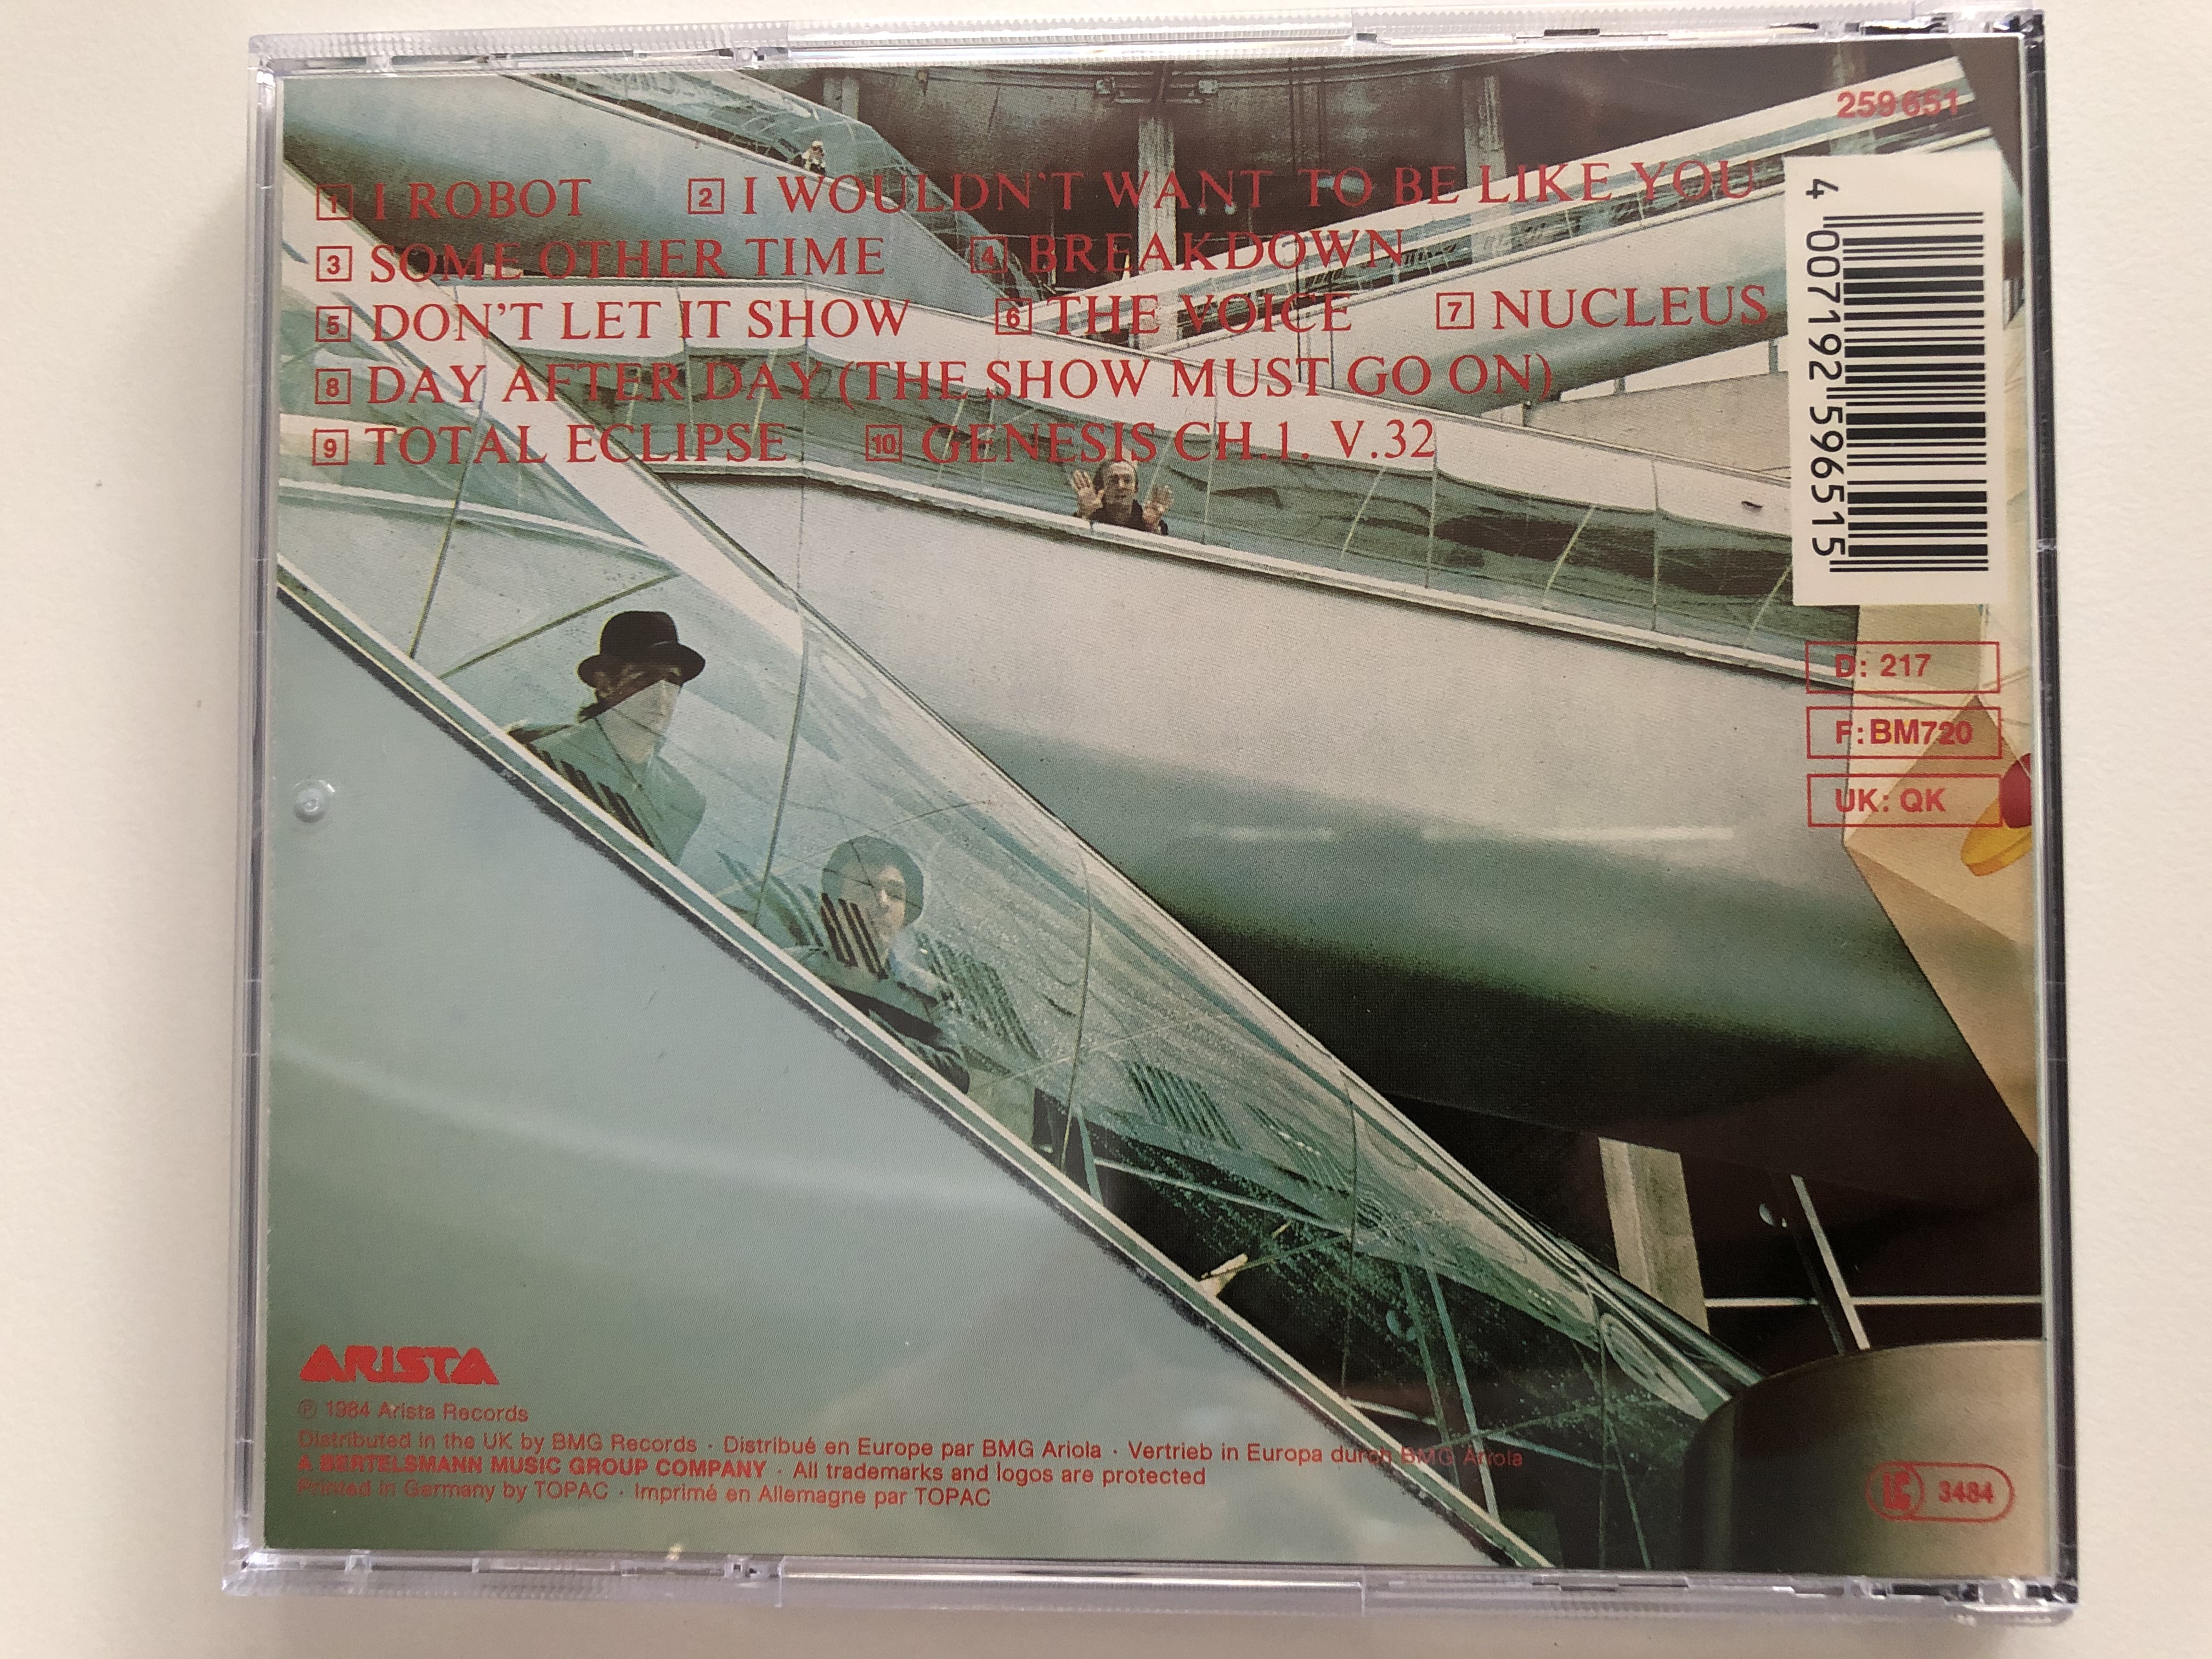 259651
1 I ROBOT 2 I WOULDN'T WANT TO BE LIKE YOU
3 SOME OTHER TIME 4 BREAKDOWN
5 DON'T LET IT SHOW 6 THE VOICE 7 NUCLEUS
8 DAY AFTER DAY (THE SHOW MUST GO ON)
9 TOTAL ECLIPSE 10 GENESIS CH.1. V.32
4 007192 596515
D: 217
F: BM720
UK: QK
ARISTA
℗ 1984 Arista Records
Distributed in the UK by BMG Records · Distribué en Europe par BMG Ariola · Vertrieb in Europa durch BMG Ariola
A BERTELSMANN MUSIC GROUP COMPANY · All trademarks and logos are protected
Printed in Germany by TOPAC · Imprimé en Allemagne par TOPAC
LC 3484